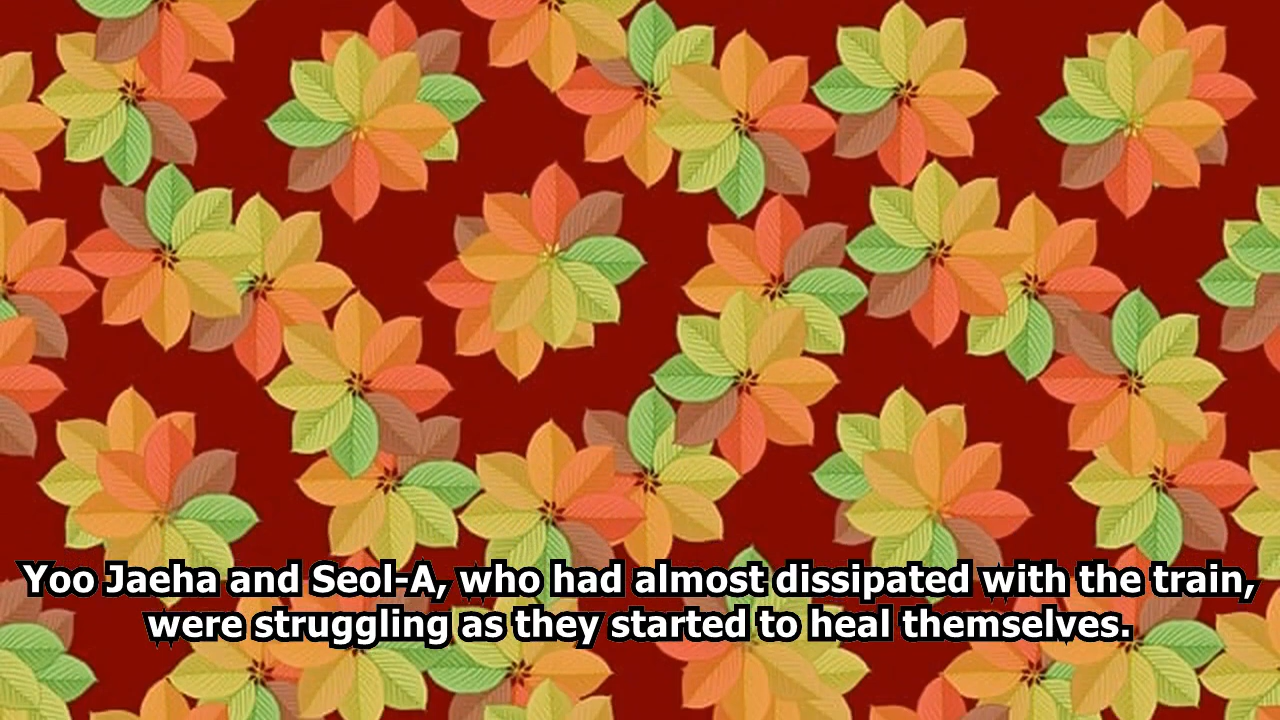 Yoo Jaeha and Seol-A, who had almost dissipated with the train,
were struggling as they started to heal themselves.